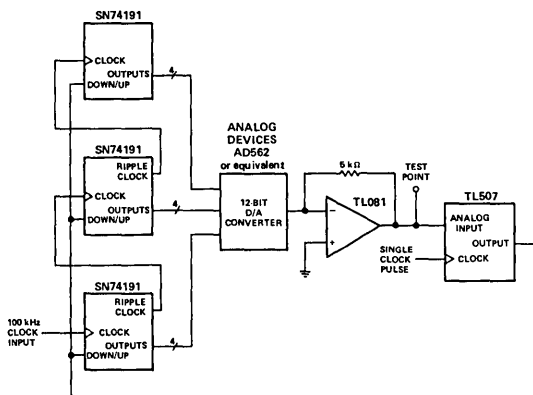 SN74191
CLOCK
OUTPUTS
4
DOWN/UP
SN74191
RIPPLE
CLOCK
CLOCK
OUTPUTS
4
DOWN/UP
SN74191
RIPPLE
CLOCK
100 kHz
CLOCK
INPUT
CLOCK
OUTPUTS
4
DOWN/UP
ANALOG
DEVICES
AD562
or equivalent
12-BIT
D/A
CONVERTER
5 kΩ
TL081
−
+
TEST
POINT
TL507
ANALOG
INPUT
OUTPUT
CLOCK
SINGLE
CLOCK
PULSE